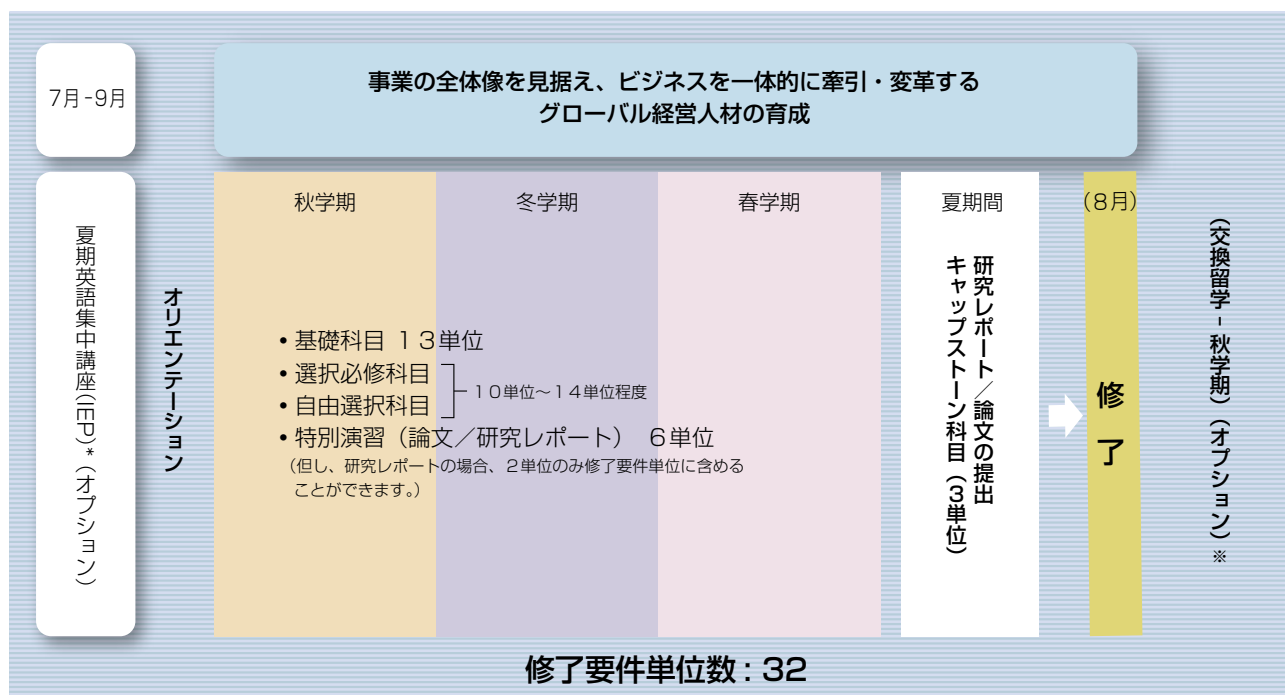 7月-9月
事業の全体像を見据え、ビジネスを一体的に牽引・変革する
グローバル経営人材の育成
夏期英語集中講座(IEP)*(オプション)
オリエンテーション
秋学期
冬学期
春学期
•基礎科目 13単位
•選択必修科目
•自由選択科目
10単位～14単位程度
•特別演習（論文／研究レポート） 6単位
（但し、研究レポートの場合、2単位のみ修了要件単位に含める
ことができます。）
夏期間
研究レポート／論文の提出
キャップストーン科目（3単位）
(8月)
修了
(交換留学-秋学期)(オプション)※
修了要件単位数：32